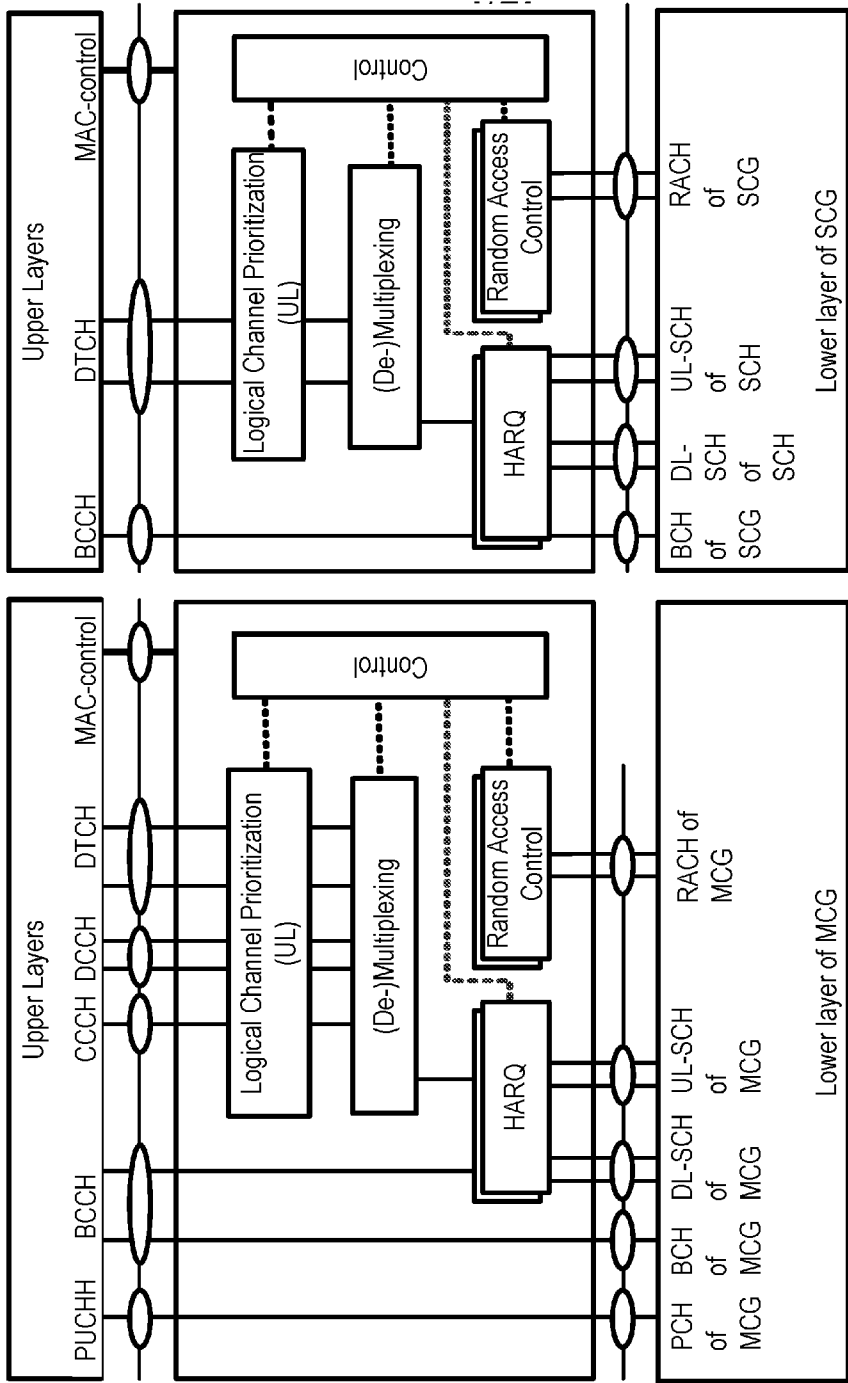 Upper Layers
PUCHH
BCCH
CCCH
DCCH
DTCH
MAC-control
Logical Channel Prioritization
(UL)
Control
(De-)Multiplexing
HARQ
Random Access
Control
PCH
of
MCG
BCH
of
MCG
DL-SCH
of
MCG
UL-SCH
of
MCG
RACH of
MCG
Lower layer of MCG
Upper Layers
BCCH
DTCH
MAC-control
Logical Channel Prioritization
(UL)
Control
(De-)Multiplexing
HARQ
Random Access
Control
BCH
of
SCG
DL-
SCH
of
SCH
UL-SCH
of
SCH
RACH
of
SCG
Lower layer of SCG